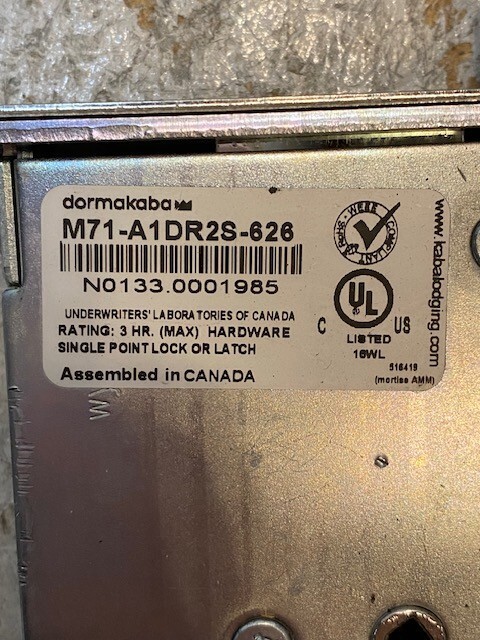 dormakaba
M71-A1DR2S-626
N0133.0001985
UNDERWRITERS' LABORATORIES OF CANADA
RATING: 3 HR. (MAX) HARDWARE
SINGLE POINT LOCK OR LATCH
Assembled in CANADA
WEEE COMPLIANT
C UL US
LISTED
16WL
516419
(mortise AMM)
www.kabalodging.com